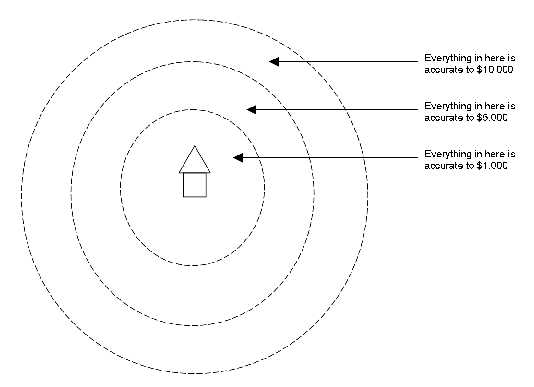 Everything in here is
accurate to $10 000
Everything in here is
accurate to $5.000
Everything in here is
accurate to $1.000